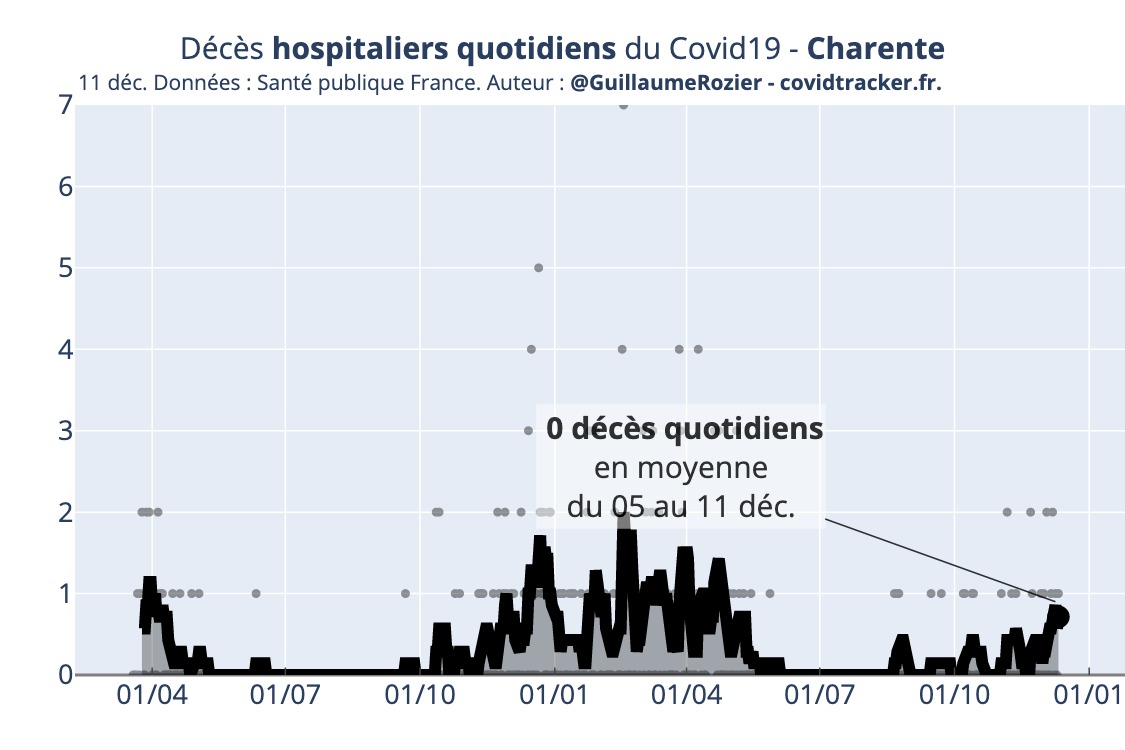 Décès hospitaliers quotidiens du Covid19 - Charente
11 déc. Données : Santé publique France. Auteur : @GuillaumeRozier - covidtracker.fr.
7
6
5
4
3
2
1
0
0 décès quotidiens
en moyenne
du 05 au 11 déc.
01/04 01/07 01/10 01/01 01/04 01/07 01/10 01/01